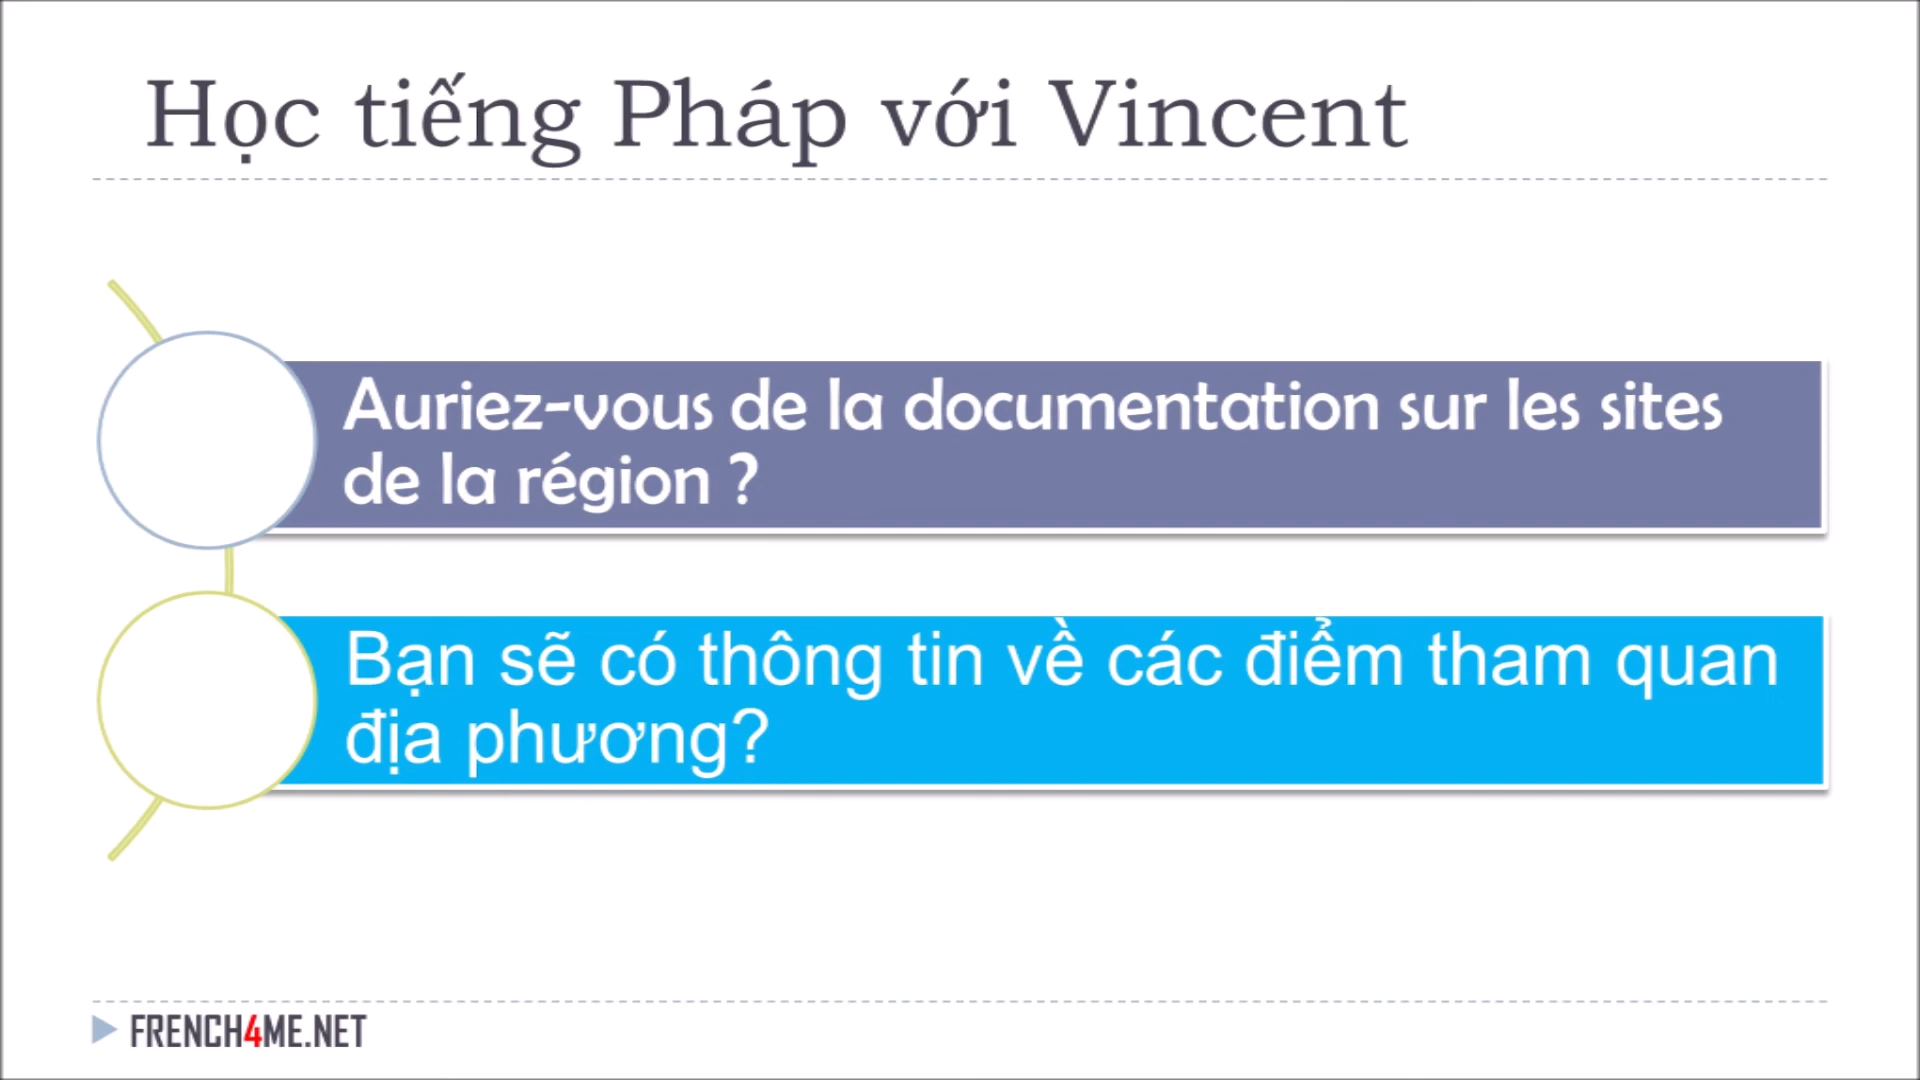 Học tiếng Pháp với Vincent
Auriez-vous de la documentation sur les sites
de la région ?
Bạn sẽ có thông tin về các điểm tham quan
địa phương?
FRENCH4ME.NET